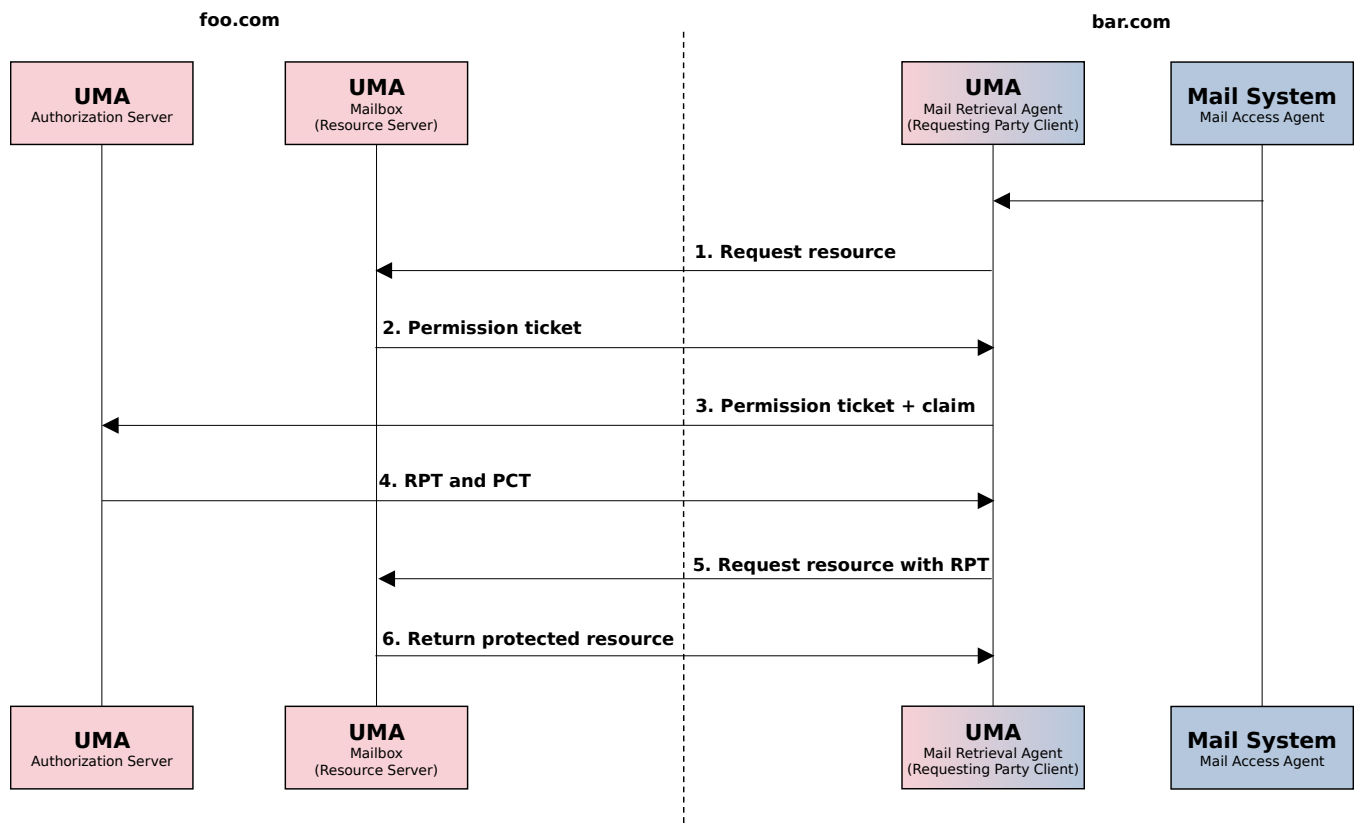 foo.com
bar.com
UMA
Authorization Server
UMA
Mailbox
(Resource Server)
UMA
Mail Retrieval Agent
(Requesting Party Client)
Mail System
Mail Access Agent
1. Request resource
2. Permission ticket
3. Permission ticket + claim
4. RPT and PCT
5. Request resource with RPT
6. Return protected resource
UMA
Authorization Server
UMA
Mailbox
(Resource Server)
UMA
Mail Retrieval Agent
(Requesting Party Client)
Mail System
Mail Access Agent